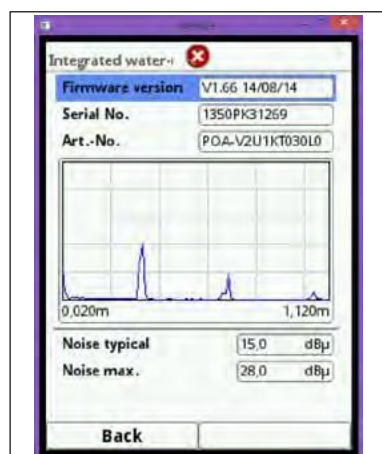 Integrated water-
Firmware version V1.66 14/08/14
Serial No. 1350PK31269
Art.-No. POA-V2U1KT030L0
0,020m 1,120m
Noise typical 15,0 dBµ
Noise max. 28,0 dBµ
Back